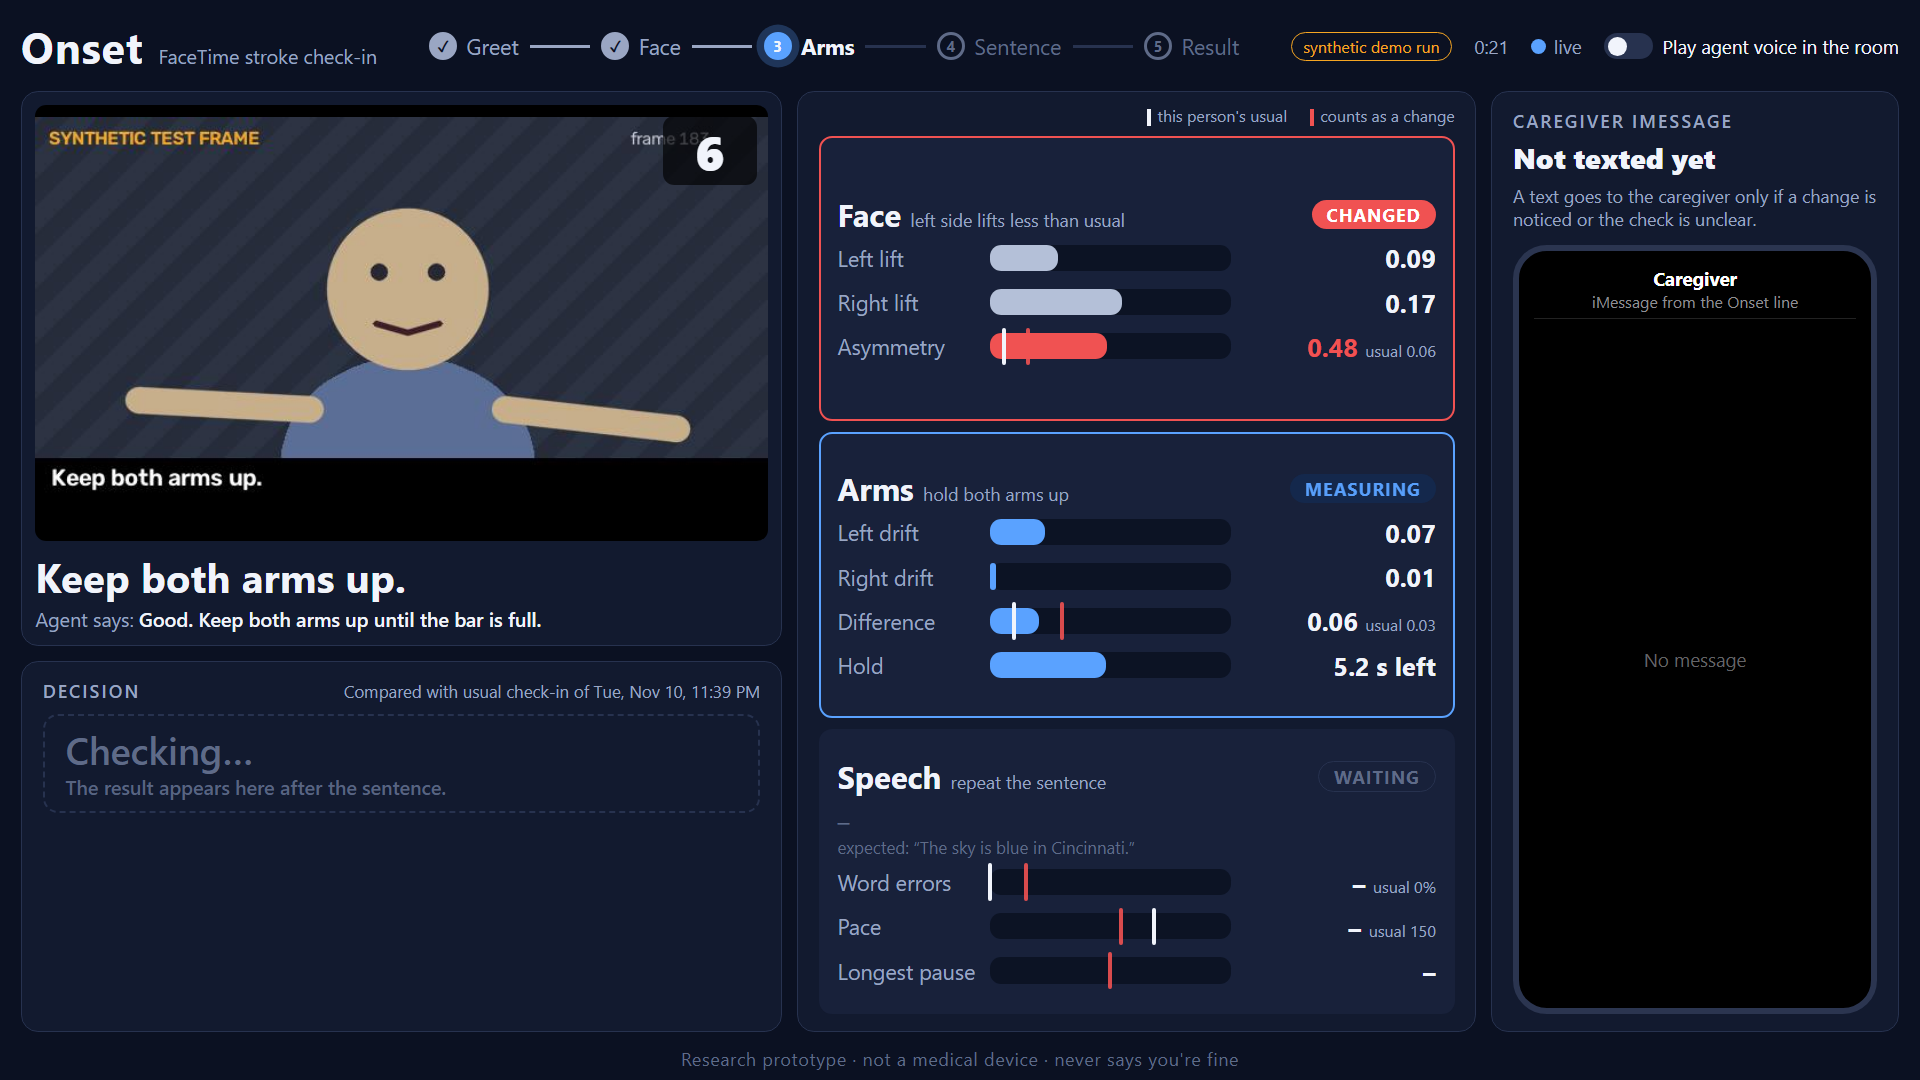 Onset FaceTime stroke check-in
✓ Greet ✓ Face 3 Arms 4 Sentence 5 Result
synthetic demo run 0:21 live Play agent voice in the room
SYNTHETIC TEST FRAME
frame 187
6
Keep both arms up.
Keep both arms up.
Agent says: Good. Keep both arms up until the bar is full.
DECISION Compared with usual check-in of Tue, Nov 10, 11:39 PM
Checking...
The result appears here after the sentence.
this person's usual counts as a change
Face left side lifts less than usual CHANGED
Left lift 0.09
Right lift 0.17
Asymmetry 0.48 usual 0.06
Arms hold both arms up MEASURING
Left drift 0.07
Right drift 0.01
Difference 0.06 usual 0.03
Hold 5.2 s left
Speech repeat the sentence WAITING
–
expected: “The sky is blue in Cincinnati.”
Word errors – usual 0%
Pace – usual 150
Longest pause –
CAREGIVER IMESSAGE
Not texted yet
A text goes to the caregiver only if a change is
noticed or the check is unclear.
Caregiver
iMessage from the Onset line
No message
Research prototype · not a medical device · never says you're fine